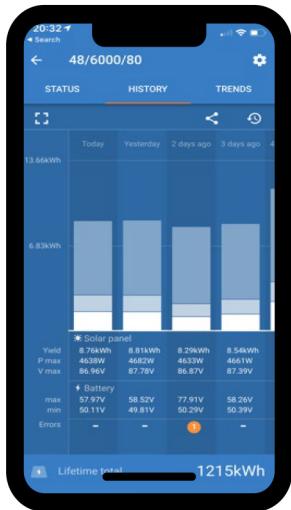 20:32
◀ Search
48/6000/80
STATUS HISTORY TRENDS
Today Yesterday 2 days ago 3 days ago 4
13.66kWh
6.83kWh
Solar panel
Yield 8.76kWh 8.81kWh 8.29kWh 8.54kWh
P max 4638W 4682W 4633W 4661W
V max 86.96V 87.78V 86.87V 87.39V
Battery
max 57.97V 58.52V 77.91V 58.26V
min 50.11V 49.81V 50.29V 50.39V
Errors – – 1 –
Lifetime total 1215kWh